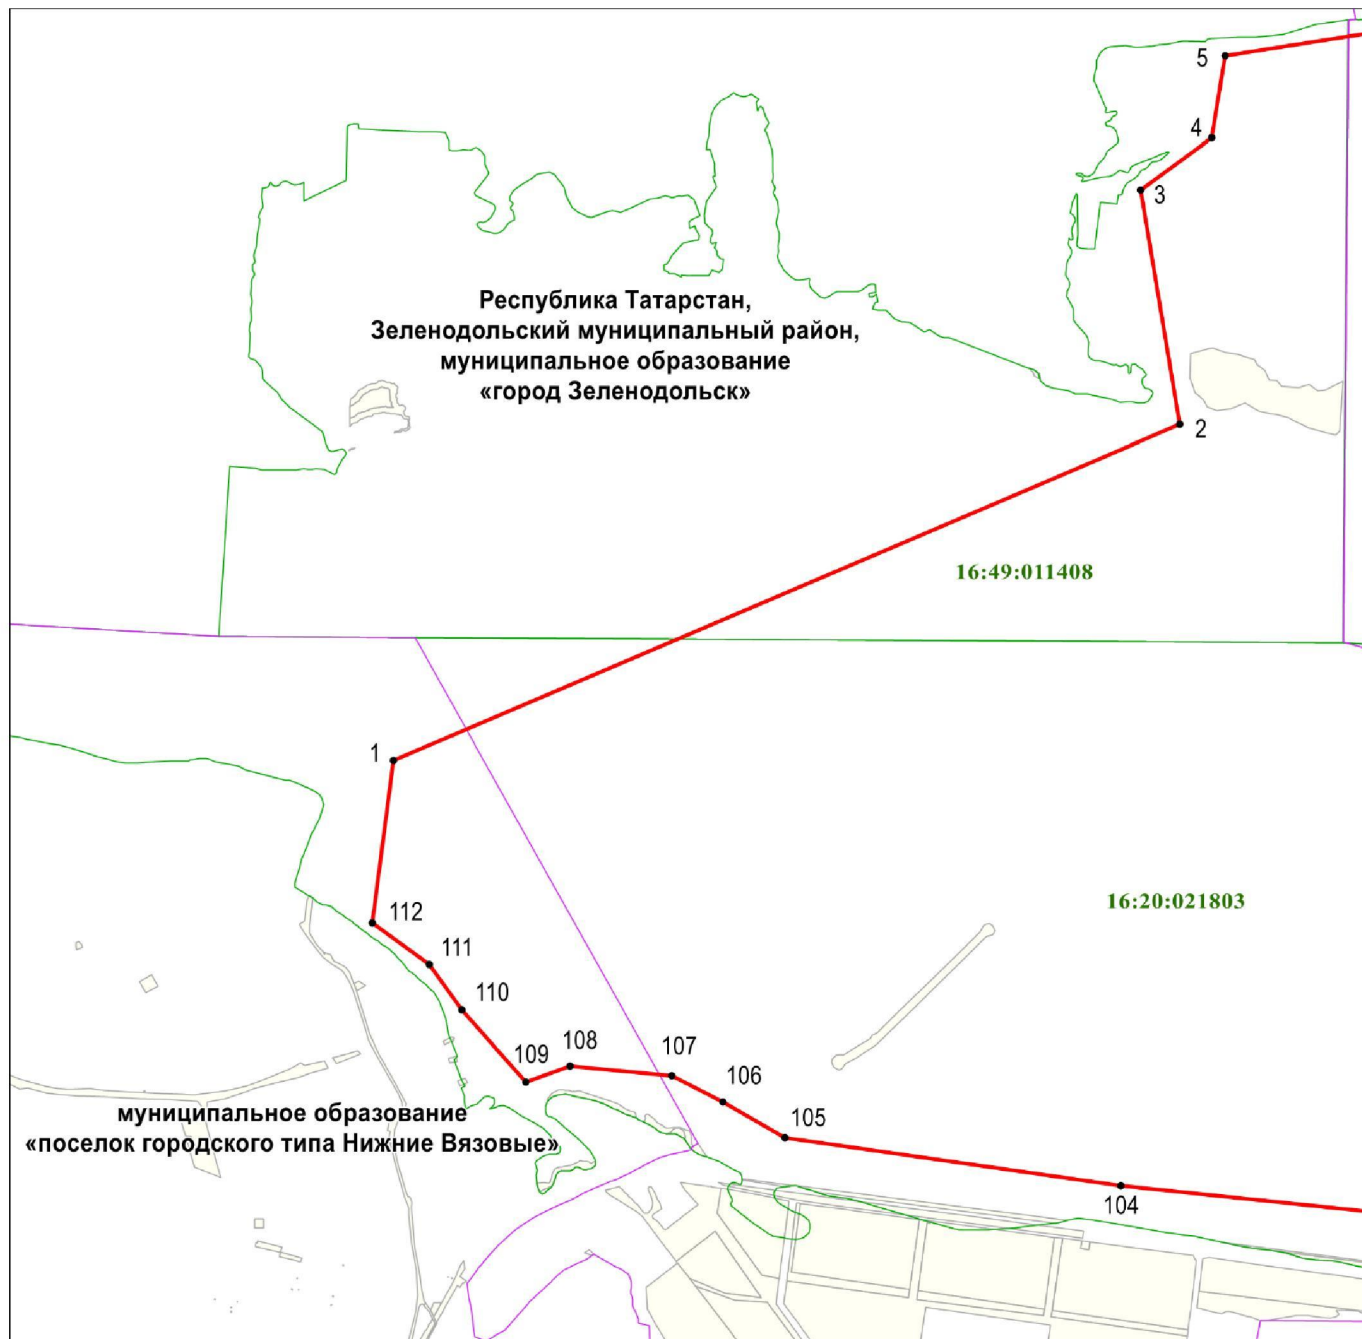 5
4
3
Республика Татарстан,
Зеленодольский муниципальный район,
муниципальное образование
«город Зеленодольск»
2
16:49:011408
1
16:20:021803
112
111
110
109
108
107
106
105
муниципальное образование
«поселок городского типа Нижние Вязовые»
104